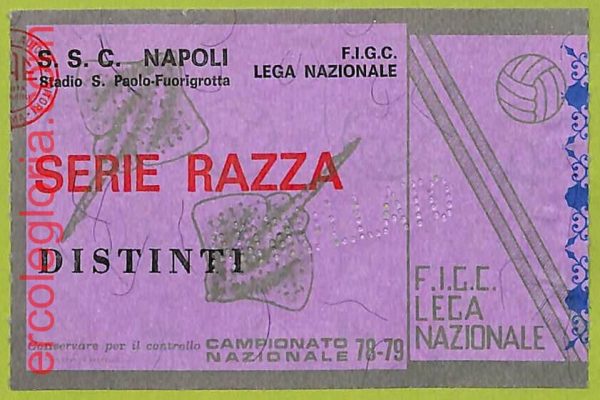 S. S. C. NAPOLI
Stadio S. Paolo-Fuorigrotta
F.I.G.C.
LEGA NAZIONALE
SERIE RAZZA
DISTINTI
Conservare per il controllo
CAMPIONATO
NAZIONALE 78-79
F.I.G.C.
LEGA
NAZIONALE
ercolegloria.com